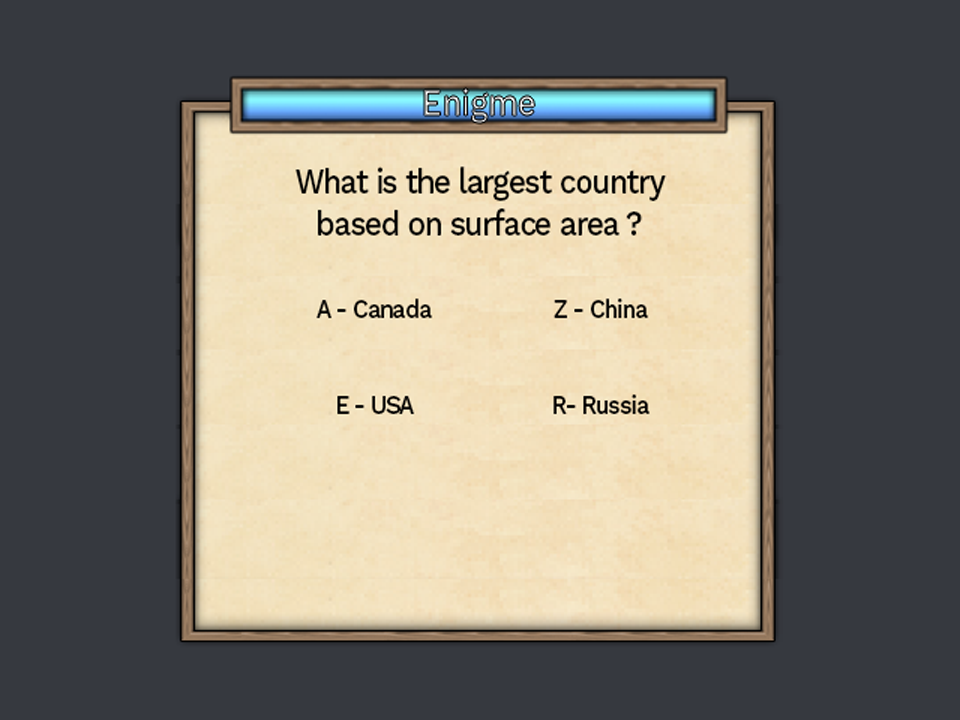 Enigme
What is the largest country
based on surface area ?
A - Canada
Z - China
E - USA
R- Russia